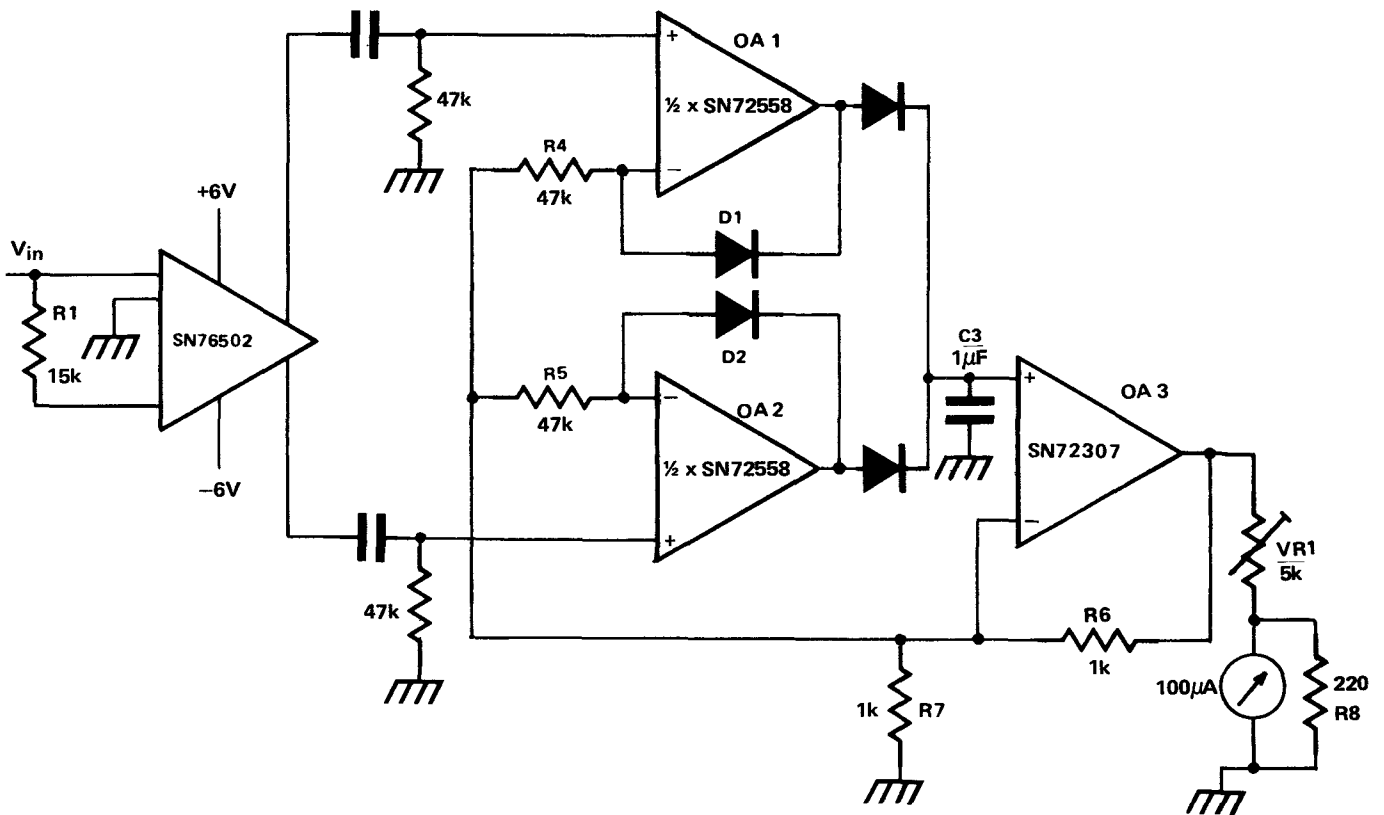 OA 1
+
½ x SN72558
47k
R4
47k
−
+6V
D1
Vin
R1
15k
SN76502
−6V
D2
R5
47k
−
OA 2
½ x SN72558
+
C3
1µF
+
OA 3
SN72307
−
VR1
5k
47k
R6
1k
1k
R7
100µA
220
R8